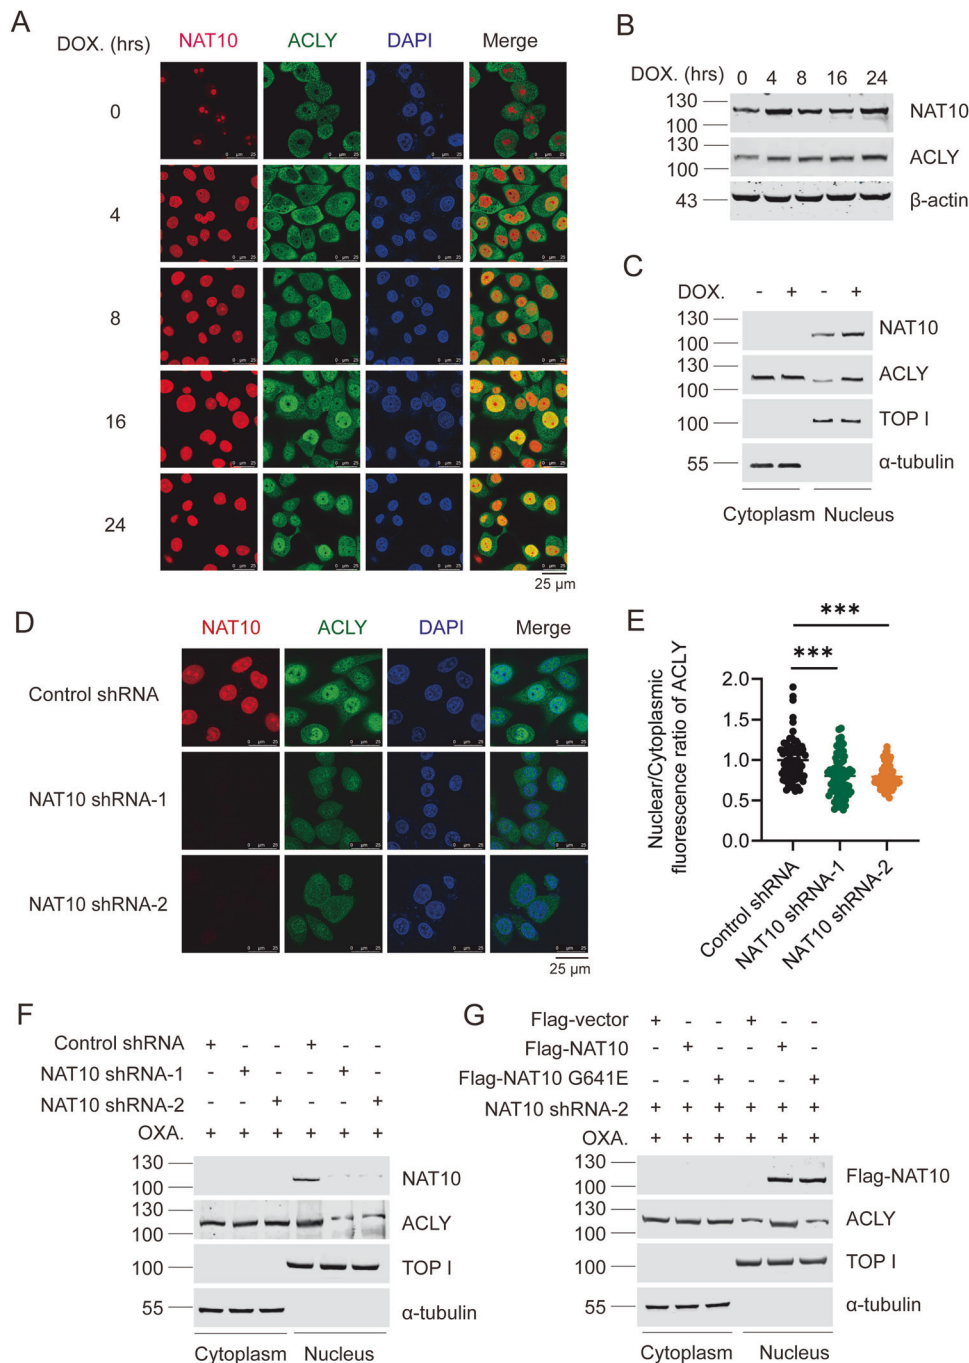 A
DOX. (hrs) NAT10 ACLY DAPI Merge
0
4
8
16
24
25 µm
B
DOX. (hrs) 0 4 8 16 24
130
100
NAT10
130
100
ACLY
43
β-actin
C
DOX. - + - +
130
100
NAT10
130
100
ACLY
100
TOP I
55
α-tubulin
Cytoplasm Nucleus
D
NAT10 ACLY DAPI Merge
Control shRNA
NAT10 shRNA-1
NAT10 shRNA-2
25 µm
E
Nuclear/Cytoplasmic
fluorescence ratio of ACLY
***
***
2.0
1.5
1.0
0.5
0.0
Control shRNA
NAT10 shRNA-1
NAT10 shRNA-2
F
Control shRNA + - - + - -
NAT10 shRNA-1 - + - - + -
NAT10 shRNA-2 - - + - - +
OXA. + + + + + +
130
100
NAT10
130
100
ACLY
100
TOP I
55
α-tubulin
Cytoplasm Nucleus
G
Flag-vector + - - + - -
Flag-NAT10 - + - - + -
Flag-NAT10 G641E - - + - - +
NAT10 shRNA-2 + + + + + +
OXA. + + + + + +
130
100
Flag-NAT10
130
100
ACLY
100
TOP I
55
α-tubulin
Cytoplasm Nucleus